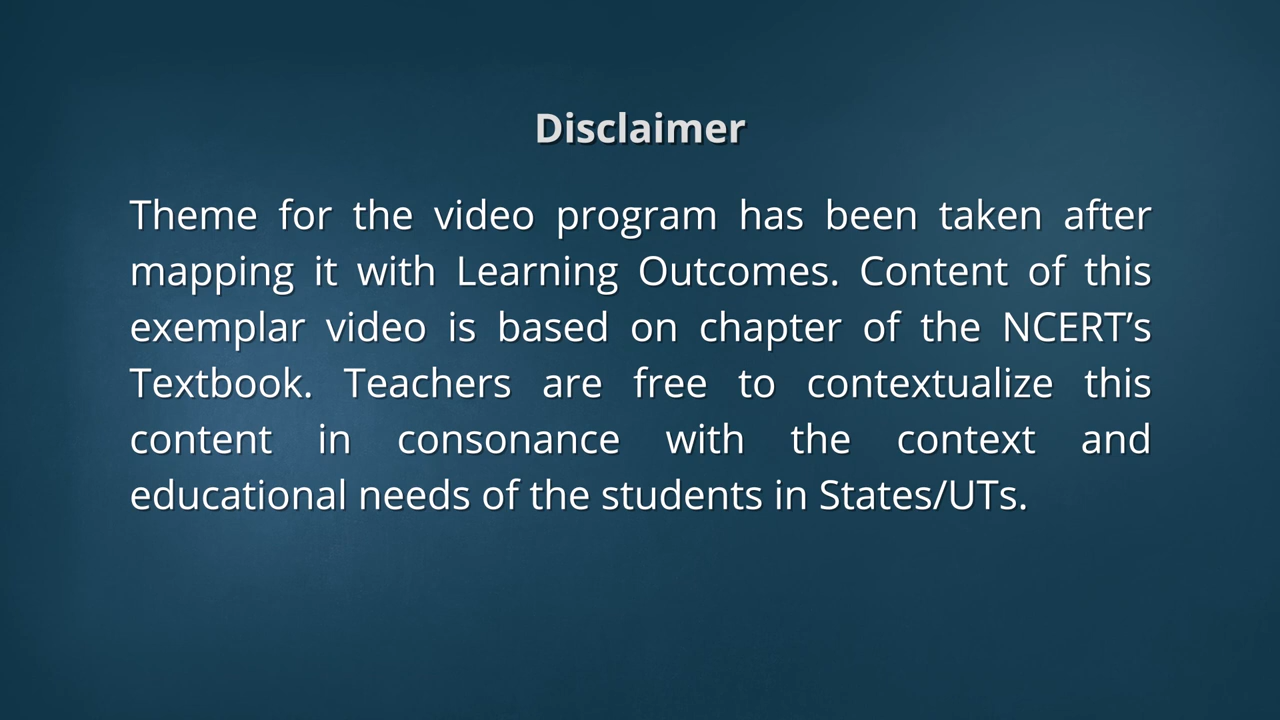 Disclaimer
Theme for the video program has been taken after
mapping it with Learning Outcomes. Content of this
exemplar video is based on chapter of the NCERT’s
Textbook. Teachers are free to contextualize this
content in consonance with the context and
educational needs of the students in States/UTs.